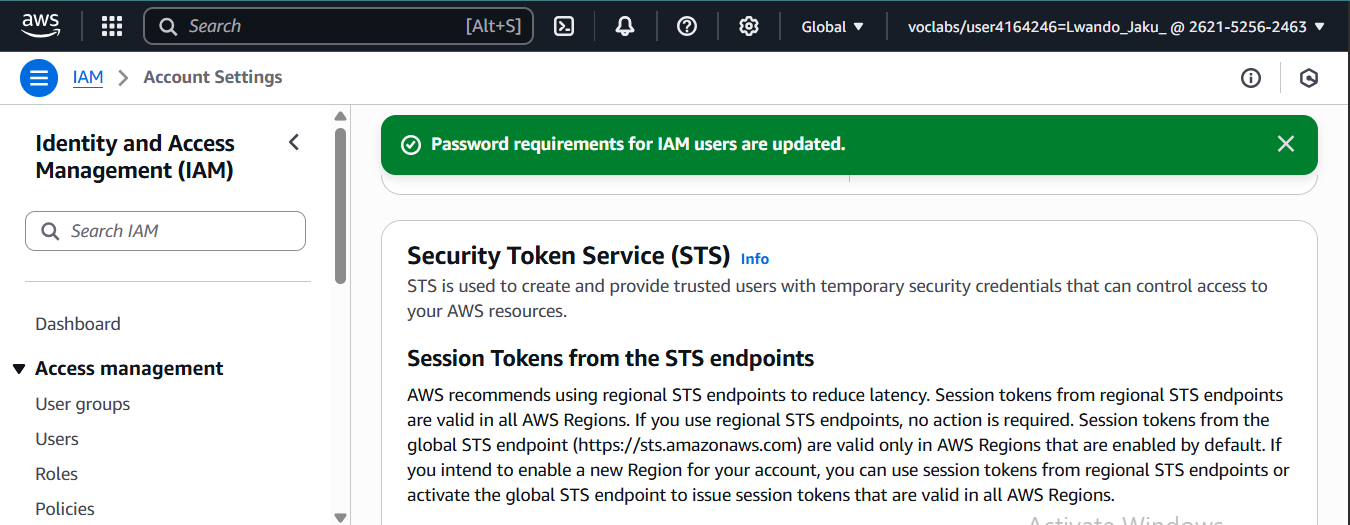 aws
Search [Alt+S]
Global
voclabs/user4164246=Lwando_Jaku_ @ 2621-5256-2463
IAM
Account Settings
Identity and Access
Management (IAM)
Search IAM
Dashboard
Access management
User groups
Users
Roles
Policies
Password requirements for IAM users are updated.
Security Token Service (STS) Info
STS is used to create and provide trusted users with temporary security credentials that can control access to
your AWS resources.
Session Tokens from the STS endpoints
AWS recommends using regional STS endpoints to reduce latency. Session tokens from regional STS endpoints
are valid in all AWS Regions. If you use regional STS endpoints, no action is required. Session tokens from the
global STS endpoint (https://sts.amazonaws.com) are valid only in AWS Regions that are enabled by default. If
you intend to enable a new Region for your account, you can use session tokens from regional STS endpoints or
activate the global STS endpoint to issue session tokens that are valid in all AWS Regions.
Activate Windows